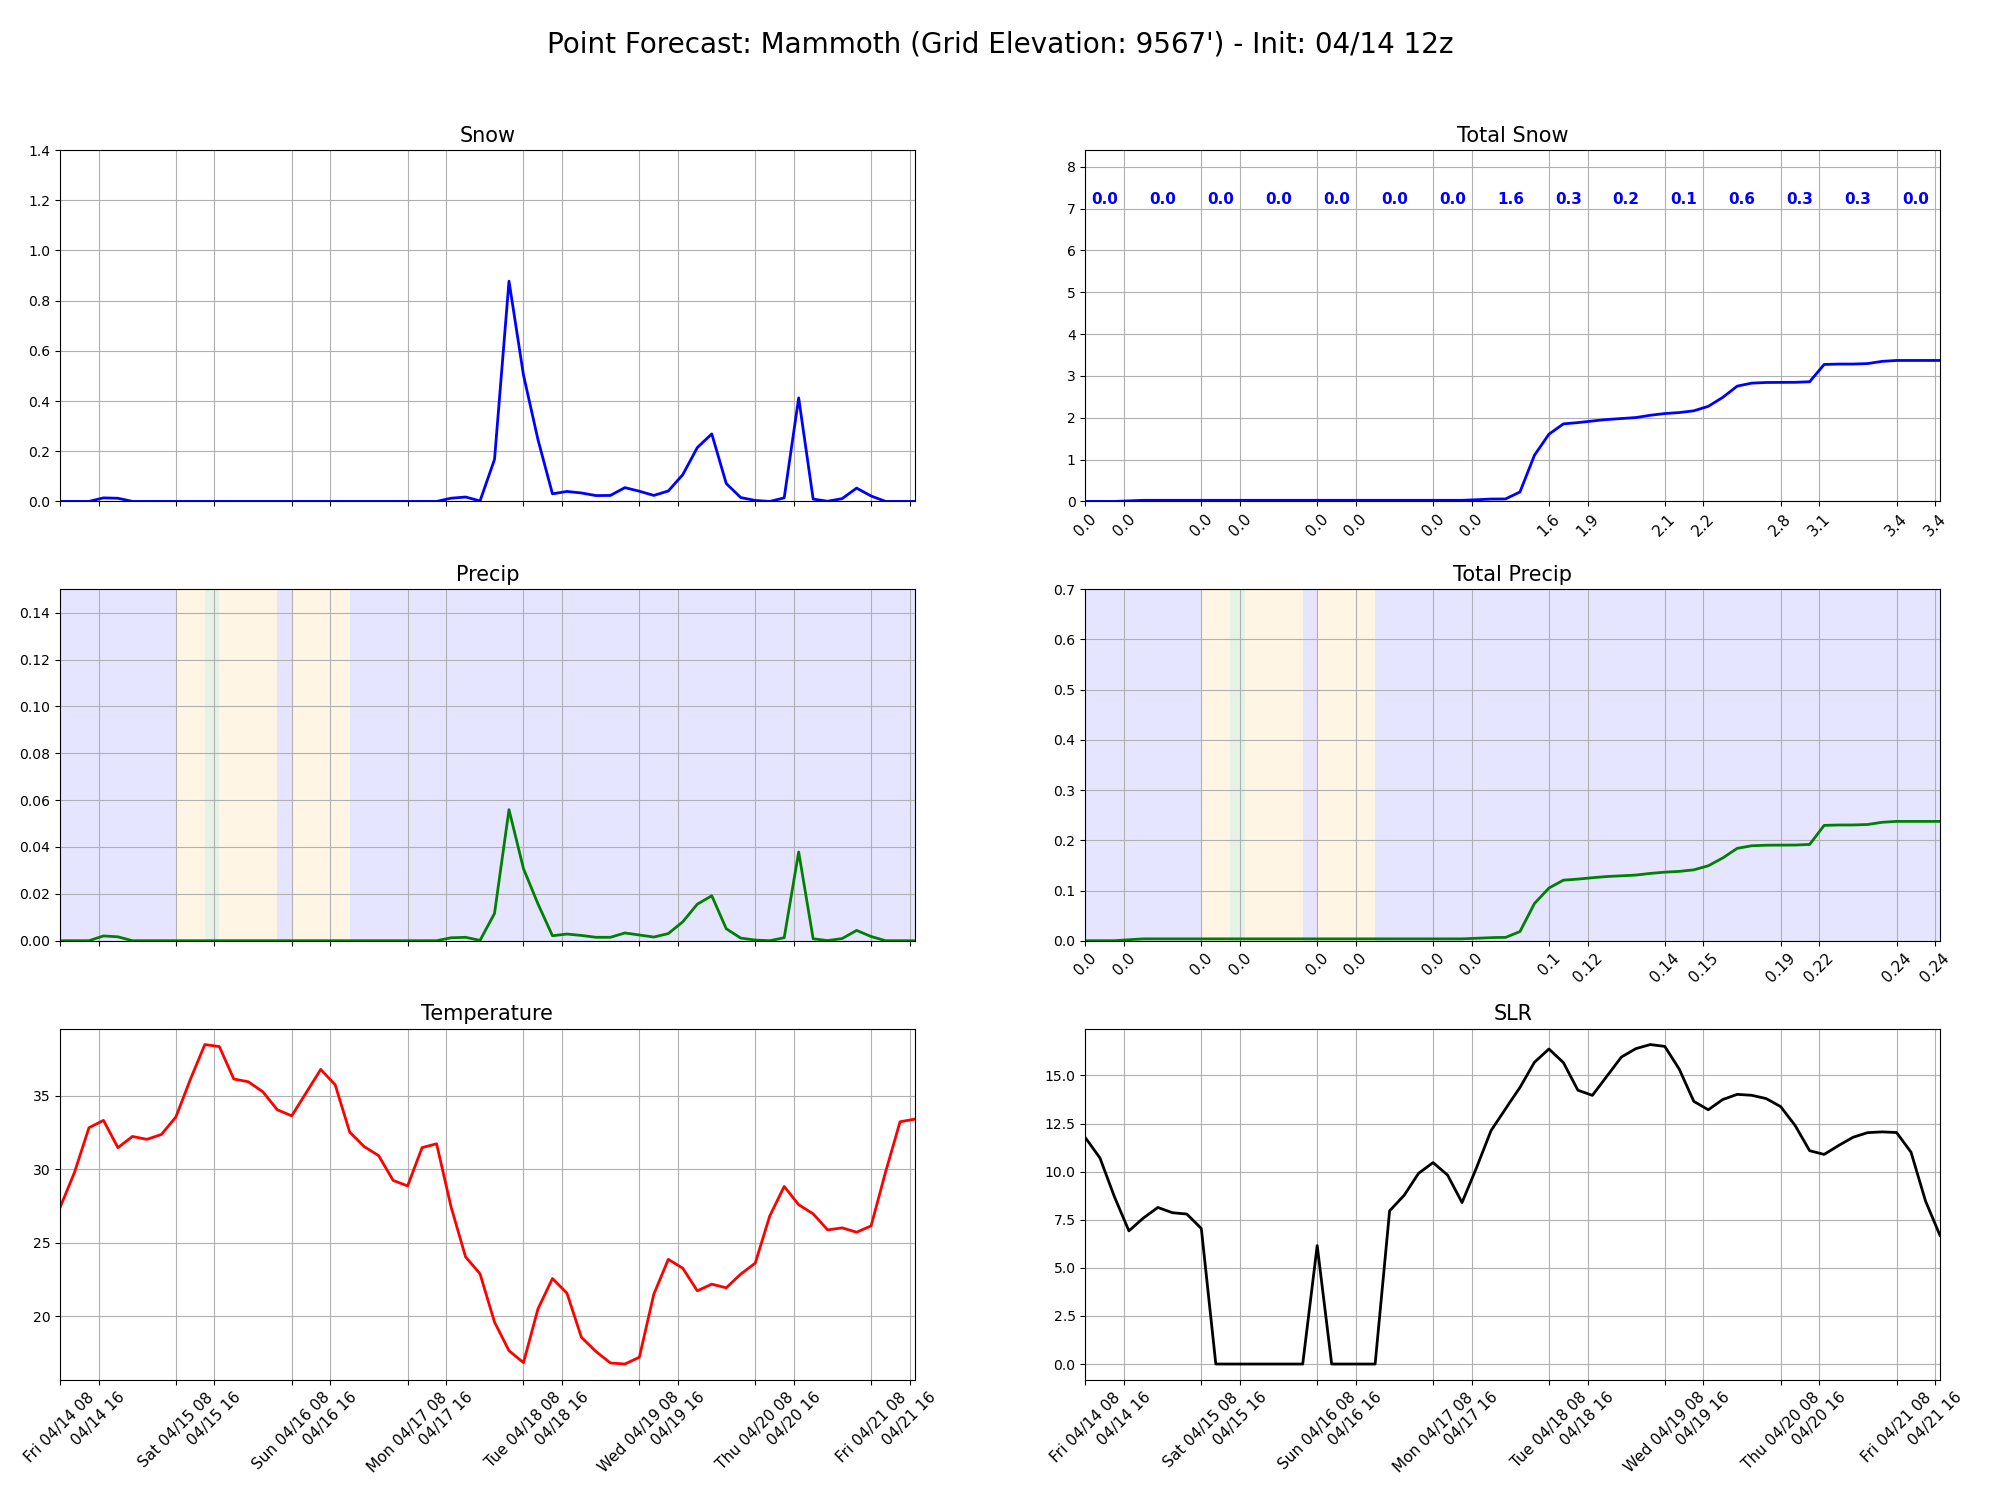 Point Forecast: Mammoth (Grid Elevation: 9567') - Init: 04/14 12z
Snow
1.4
1.2
1.0
0.8
0.6
0.4
0.2
0.0
Total Snow
8
7
6
5
4
3
2
1
0
0.0 0.0 0.0 0.0 0.0 0.0 0.0 1.6 0.3 0.2 0.1 0.6 0.3 0.3 0.0
0.0 0.0 0.0 0.0 0.0 0.0 0.0 0.0 1.6 1.9 2.1 2.2 2.8 3.1 3.4 3.4
Precip
0.14
0.12
0.10
0.08
0.06
0.04
0.02
0.00
Total Precip
0.7
0.6
0.5
0.4
0.3
0.2
0.1
0.0
0.0 0.0 0.0 0.0 0.0 0.0 0.0 0.0 0.1 0.12 0.14 0.15 0.19 0.22 0.24 0.24
Temperature
35
30
25
20
Fri 04/14 08
04/14 16
Sat 04/15 08
04/15 16
Sun 04/16 08
04/16 16
Mon 04/17 08
04/17 16
Tue 04/18 08
04/18 16
Wed 04/19 08
04/19 16
Thu 04/20 08
04/20 16
Fri 04/21 08
04/21 16
SLR
15.0
12.5
10.0
7.5
5.0
2.5
0.0
Fri 04/14 08
04/14 16
Sat 04/15 08
04/15 16
Sun 04/16 08
04/16 16
Mon 04/17 08
04/17 16
Tue 04/18 08
04/18 16
Wed 04/19 08
04/19 16
Thu 04/20 08
04/20 16
Fri 04/21 08
04/21 16